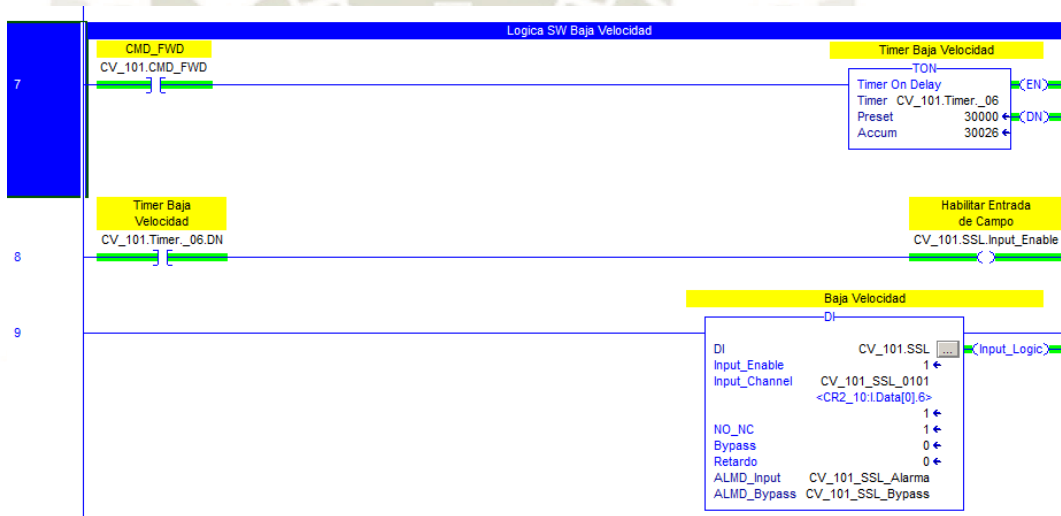 Logica SW Baja Velocidad
CMD_FWD
CV_101.CMD_FWD
7
Timer Baja Velocidad
TON
Timer On Delay
EN
Timer CV_101.Timer._06
Preset 30000
DN
Accum 30026
Timer Baja
Velocidad
CV_101.Timer._06.DN
8
Habilitar Entrada
de Campo
CV_101.SSL.Input_Enable
Baja Velocidad
9
DI
DI CV_101.SSL ...
Input_Logic
Input_Enable 1
Input_Channel CV_101_SSL_0101
<CR2_10:I.Data[0].6>
1
NO_NC 1
Bypass 0
Retardo 0
ALMD_Input CV_101_SSL_Alarma
ALMD_Bypass CV_101_SSL_Bypass